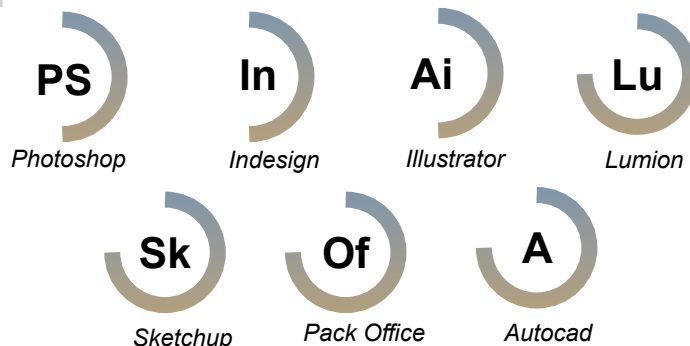 PS
In
Ai
Lu
Photoshop
Indesign
Illustrator
Lumion
Sk
Of
A
Sketchup
Pack Office
Autocad